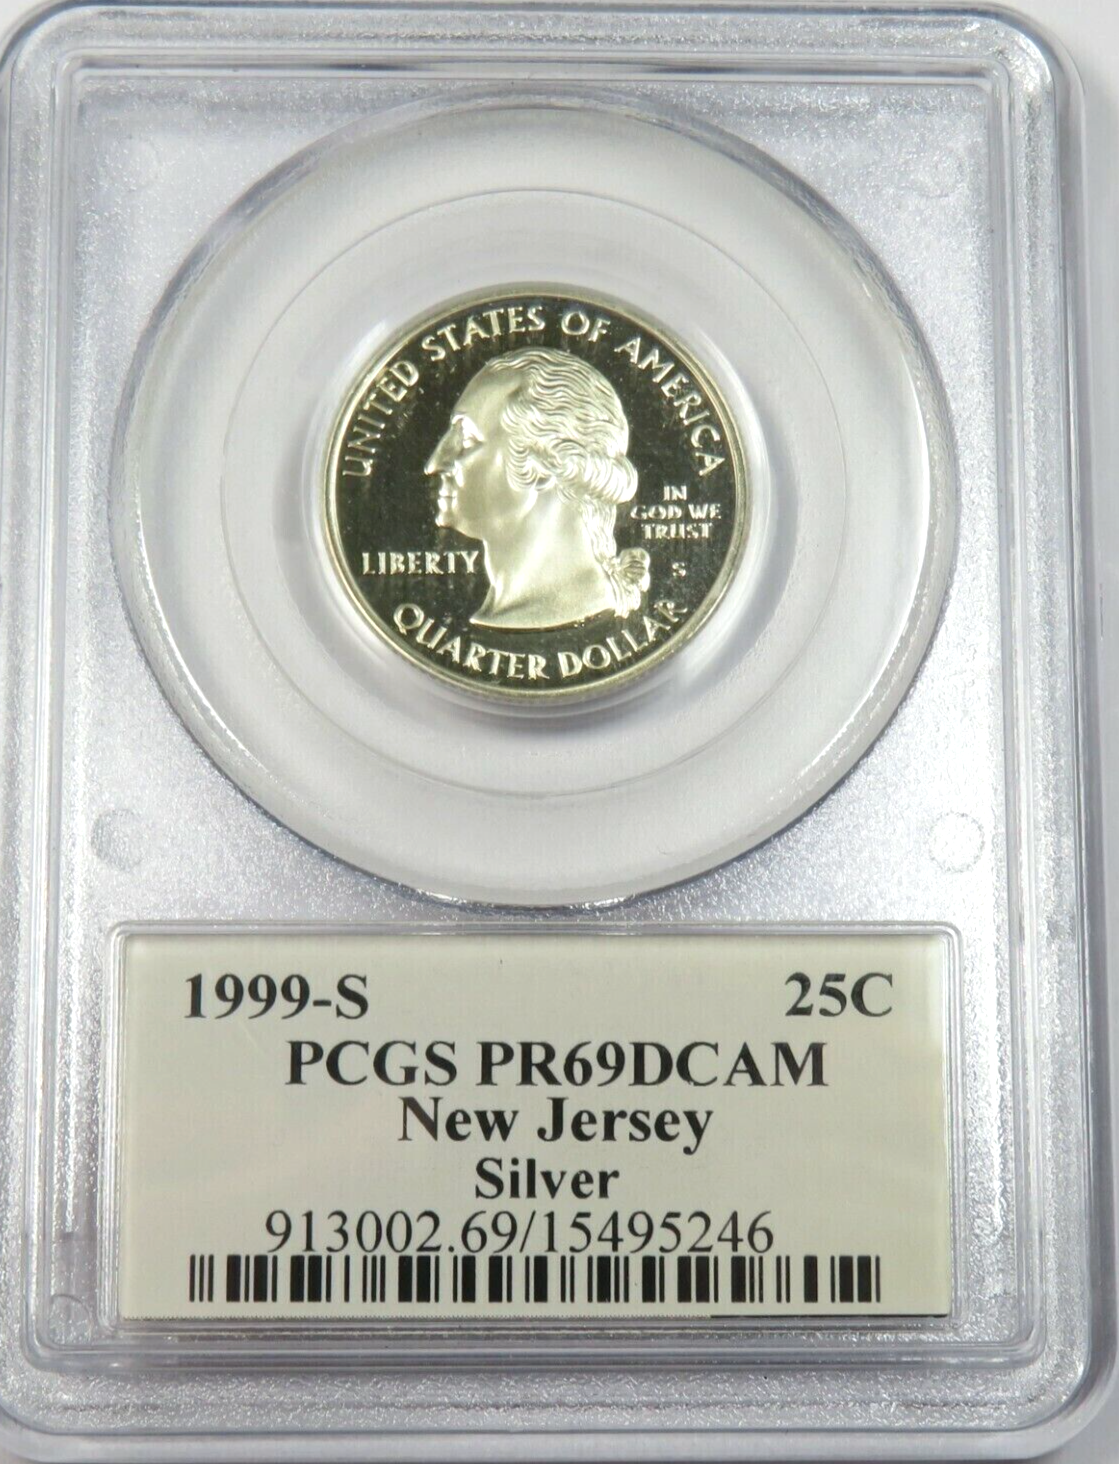 UNITED STATES OF AMERICA
IN
GOD WE
TRUST
LIBERTY
S
QUARTER DOLLAR
1999-S 25C
PCGS PR69DCAM
New Jersey
Silver
913002.69/15495246